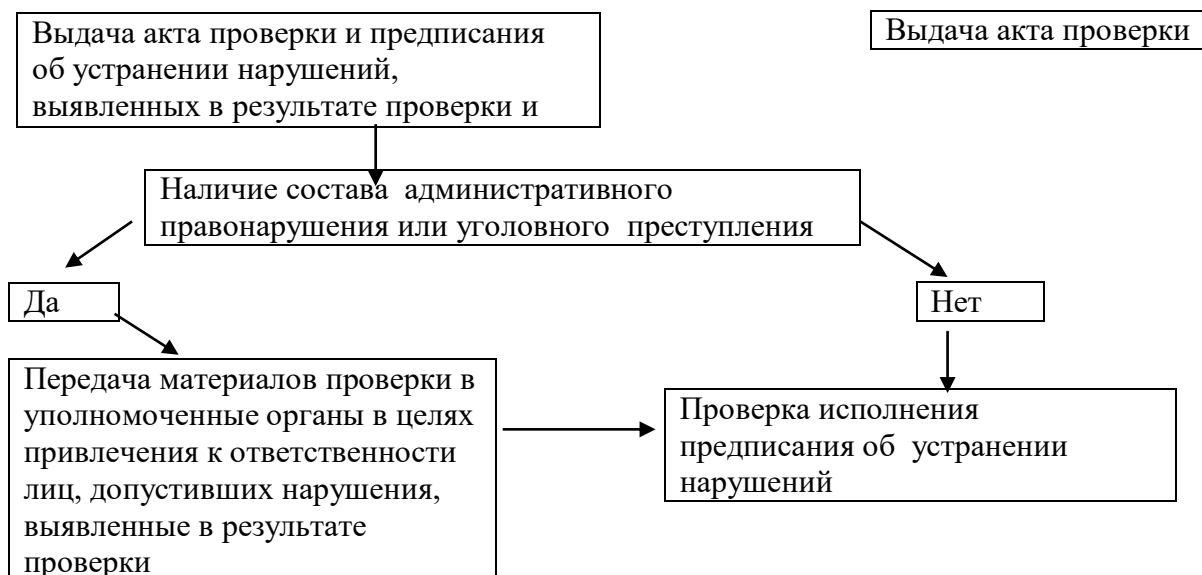 Выдача акта проверки и предписания
об устранении нарушений,
выявленных в результате проверки и
Выдача акта проверки
Наличие состава административного
правонарушения или уголовного преступления
Да
Нет
Передача материалов проверки в
уполномоченные органы в целях
привлечения к ответственности
лиц, допустивших нарушения,
выявленные в результате
проверки
Проверка исполнения
предписания об устранении
нарушений